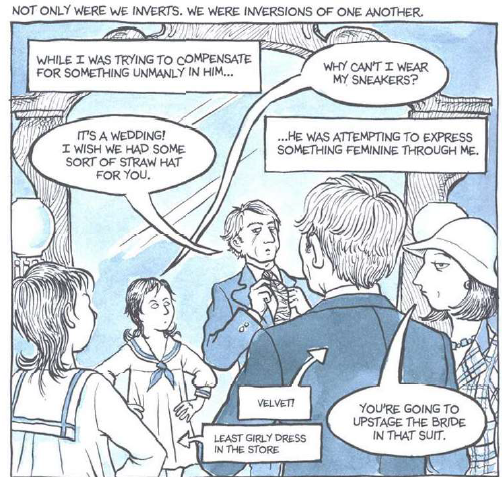 NOT ONLY WERE WE INVERTS. WE WERE INVERSIONS OF ONE ANOTHER.
WHILE I WAS TRYING TO COMPENSATE
FOR SOMETHING UNMANLY IN HIM...
WHY CAN'T I WEAR
MY SNEAKERS?
IT'S A WEDDING!
I WISH WE HAD SOME
SORT OF STRAW HAT
FOR YOU.
...HE WAS ATTEMPTING TO EXPRESS
SOMETHING FEMININE THROUGH ME.
VELVET!
LEAST GIRLY DRESS
IN THE STORE
YOU'RE GOING TO
UPSTAGE THE BRIDE
IN THAT SUIT.